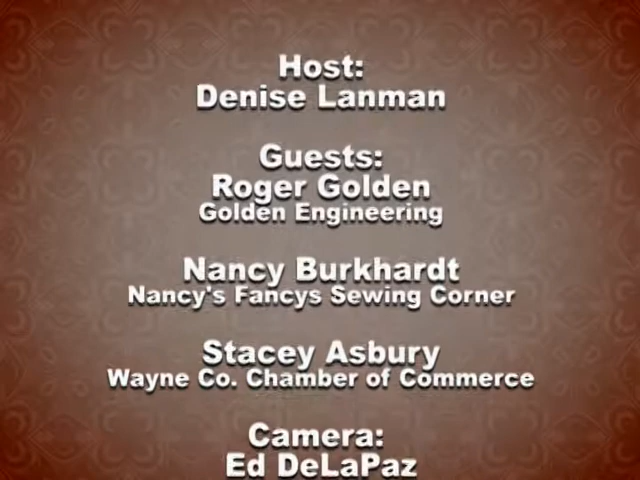 Host:
Denise Lanman
Guests:
Roger Golden
Golden Engineering
Nancy Burkhardt
Nancy's Fancys Sewing Corner
Stacey Asbury
Wayne Co. Chamber of Commerce
Camera:
Ed DeLaPaz